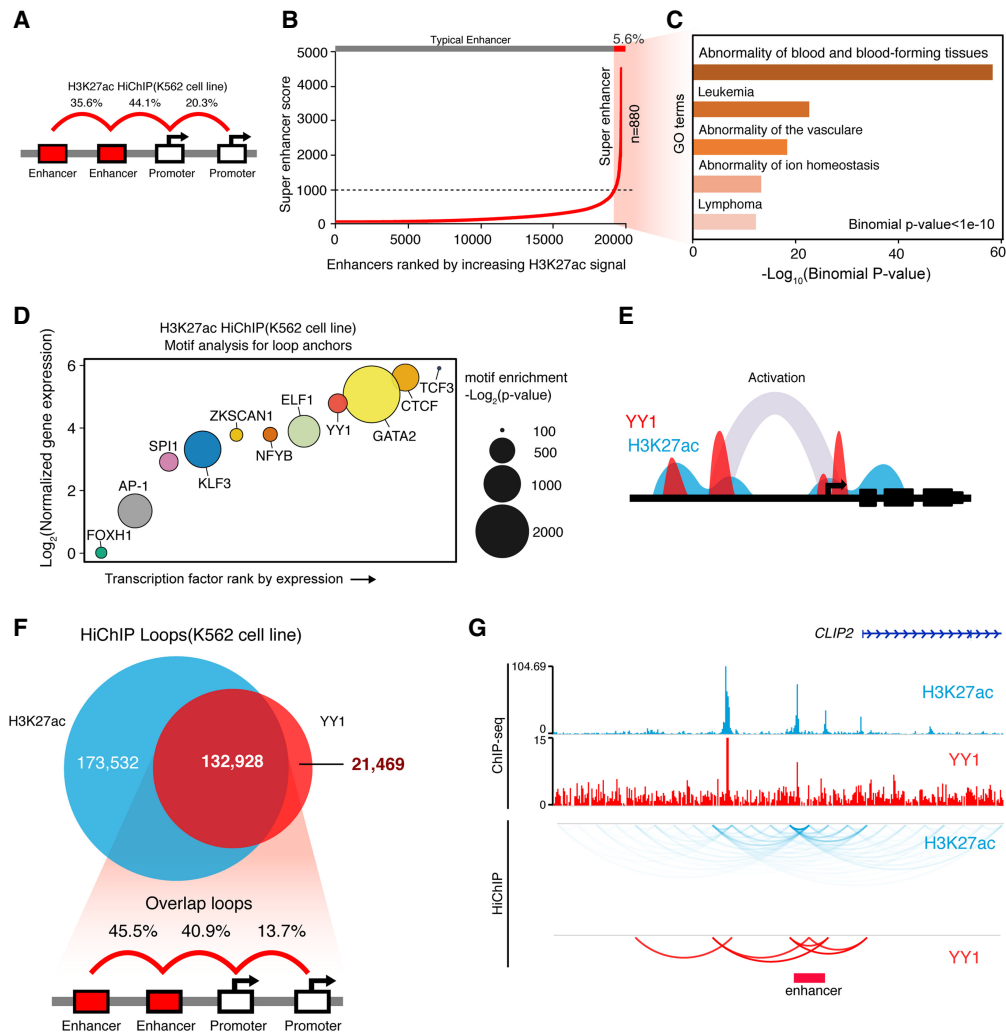 A
H3K27ac HiChIP(K562 cell line)
35.6% 44.1% 20.3%
Enhancer Enhancer Promoter Promoter
B
Typical Enhancer 5.6%
Super enhancer score
5000
4000
3000
2000
1000
0
Super enhancer
n=880
0 5000 10000 15000 20000
Enhancers ranked by increasing H3K27ac signal
C
GO terms
Abnormality of blood and blood-forming tissues
Leukemia
Abnormality of the vasculare
Abnormality of ion homeostasis
Lymphoma
Binomial p-value<1e-10
0 20 40 60
-Log10(Binomial P-value)
D
H3K27ac HiChIP(K562 cell line)
Motif analysis for loop anchors
Log2(Normalized gene expression)
6
4
2
0
FOXH1
AP-1
SPI1
KLF3
ZKSCAN1
NFYB
ELF1
YY1
GATA2
CTCF
TCF3
Transcription factor rank by expression
motif enrichment
-Log2(p-value)
100
500
1000
2000
E
Activation
YY1
H3K27ac
F
HiChIP Loops(K562 cell line)
H3K27ac YY1
173,532 132,928 21,469
Overlap loops
45.5% 40.9% 13.7%
Enhancer Enhancer Promoter Promoter
G
CLIP2
ChIP-seq
104.69
0
H3K27ac
15
0
YY1
HiChIP
H3K27ac
YY1
enhancer